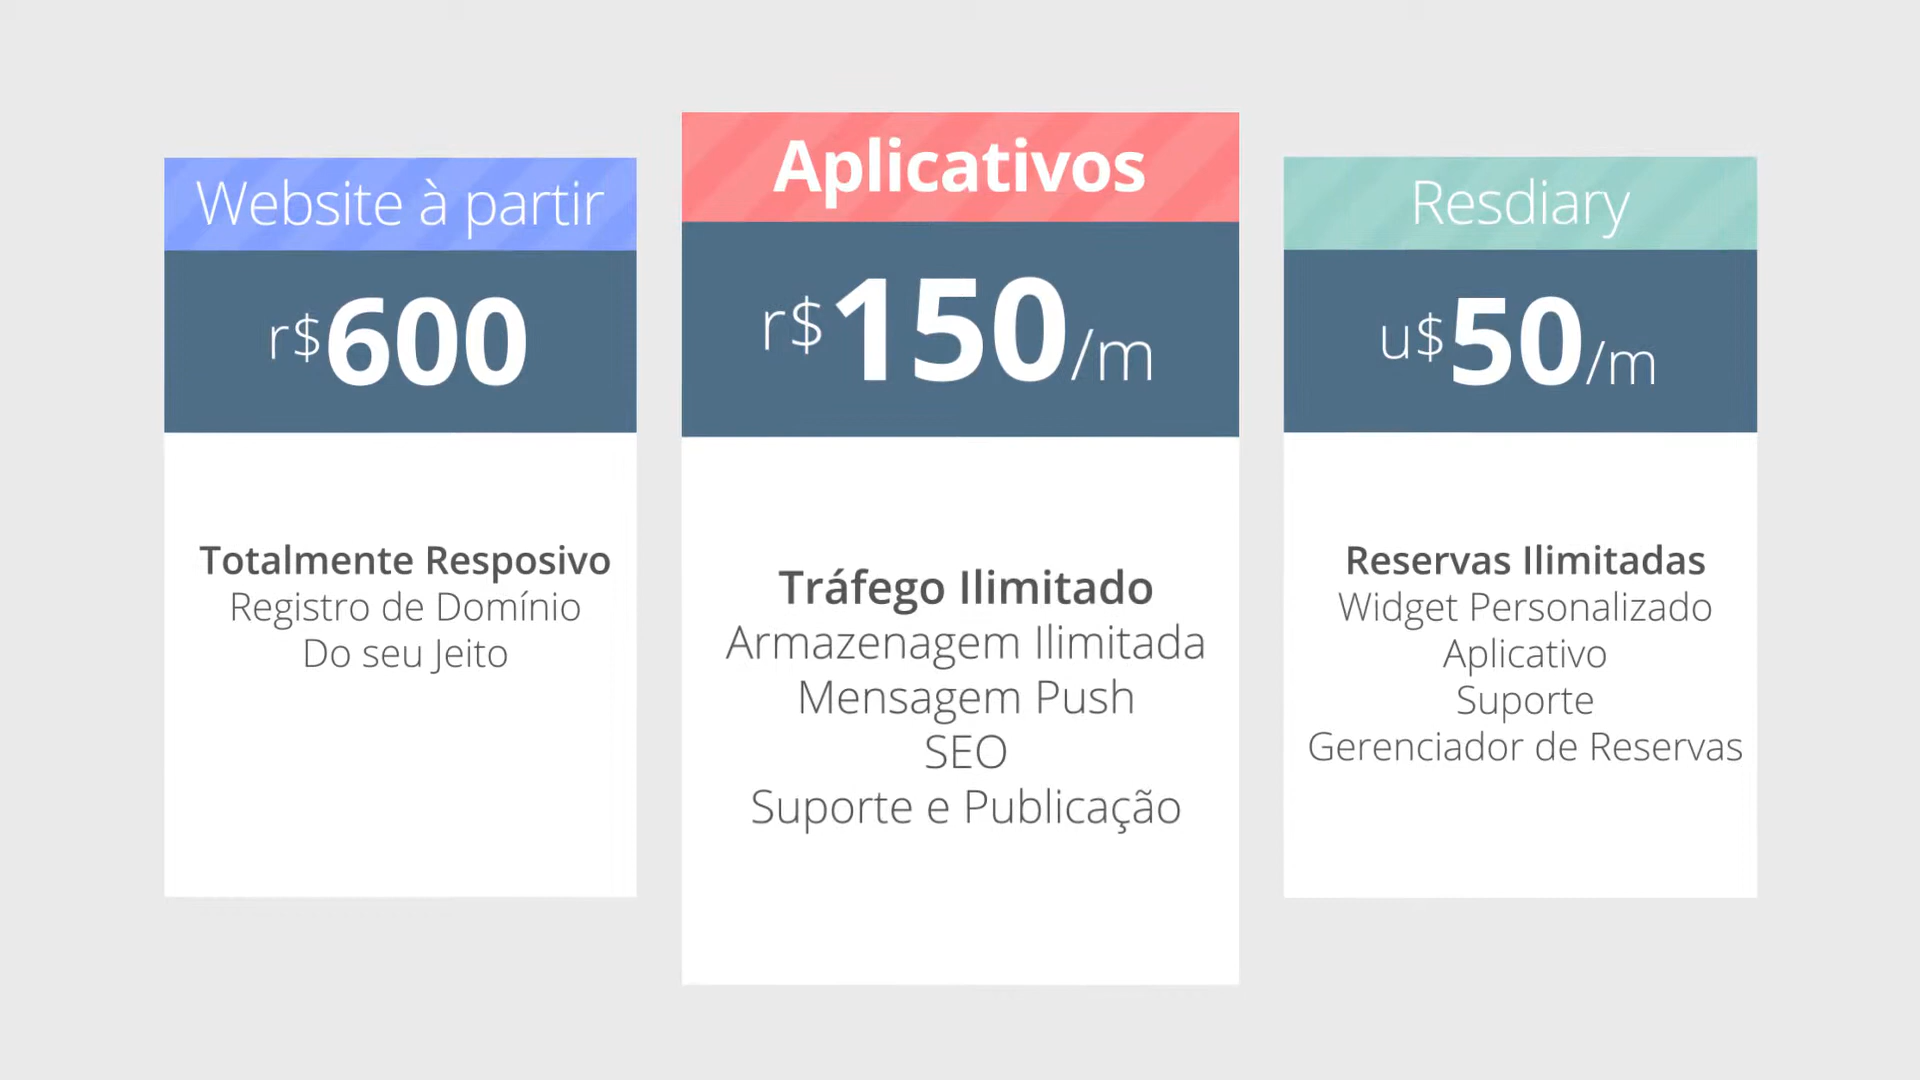 Website à partir
r$600
Totalmente Resposivo
Registro de Domínio
Do seu Jeito
Aplicativos
r$150/m
Tráfego Ilimitado
Armazenagem Ilimitada
Mensagem Push
SEO
Suporte e Publicação
Resdiary
u$50/m
Reservas Ilimitadas
Widget Personalizado
Aplicativo
Suporte
Gerenciador de Reservas